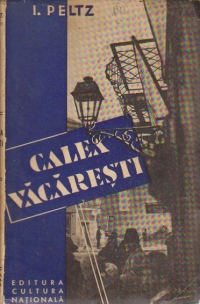 I. PELTZ
CALEA
VĂCĂREȘTI
EDITURA
CULTURA
NAȚIONALĂ